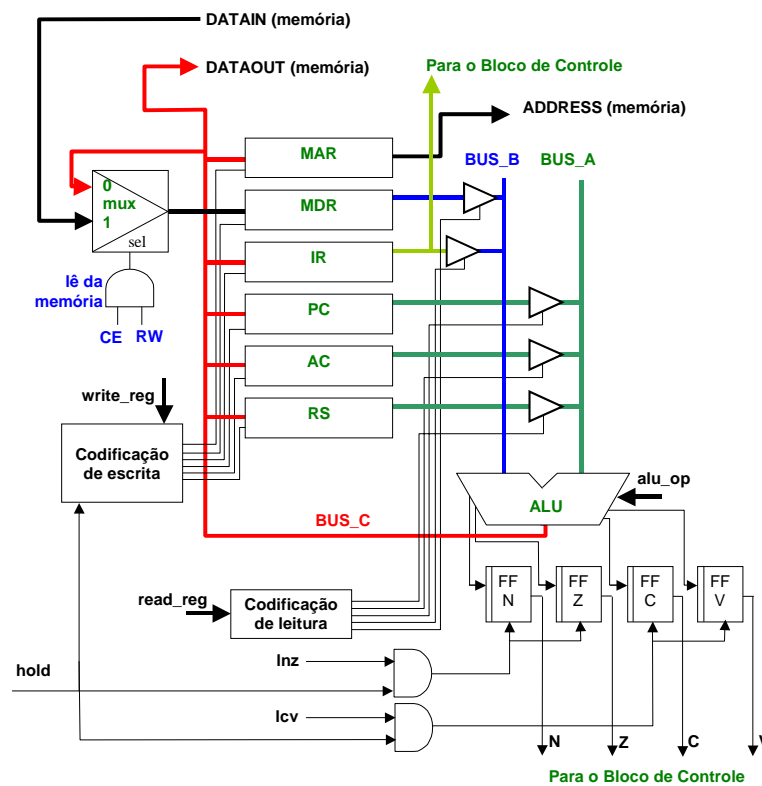 DATAIN (memória)
DATAOUT (memória)
Para o Bloco de Controle
ADDRESS (memória)
BUS_B
BUS_A
MAR
0
mux
1
sel
MDR
IR
lê da
memória
CE
RW
PC
AC
RS
write_reg
Codificação
de escrita
ALU
alu_op
BUS_C
FF
N
FF
Z
FF
C
FF
V
read_reg
Codificação
de leitura
lnz
hold
lcv
N
Z
C
V
Para o Bloco de Controle